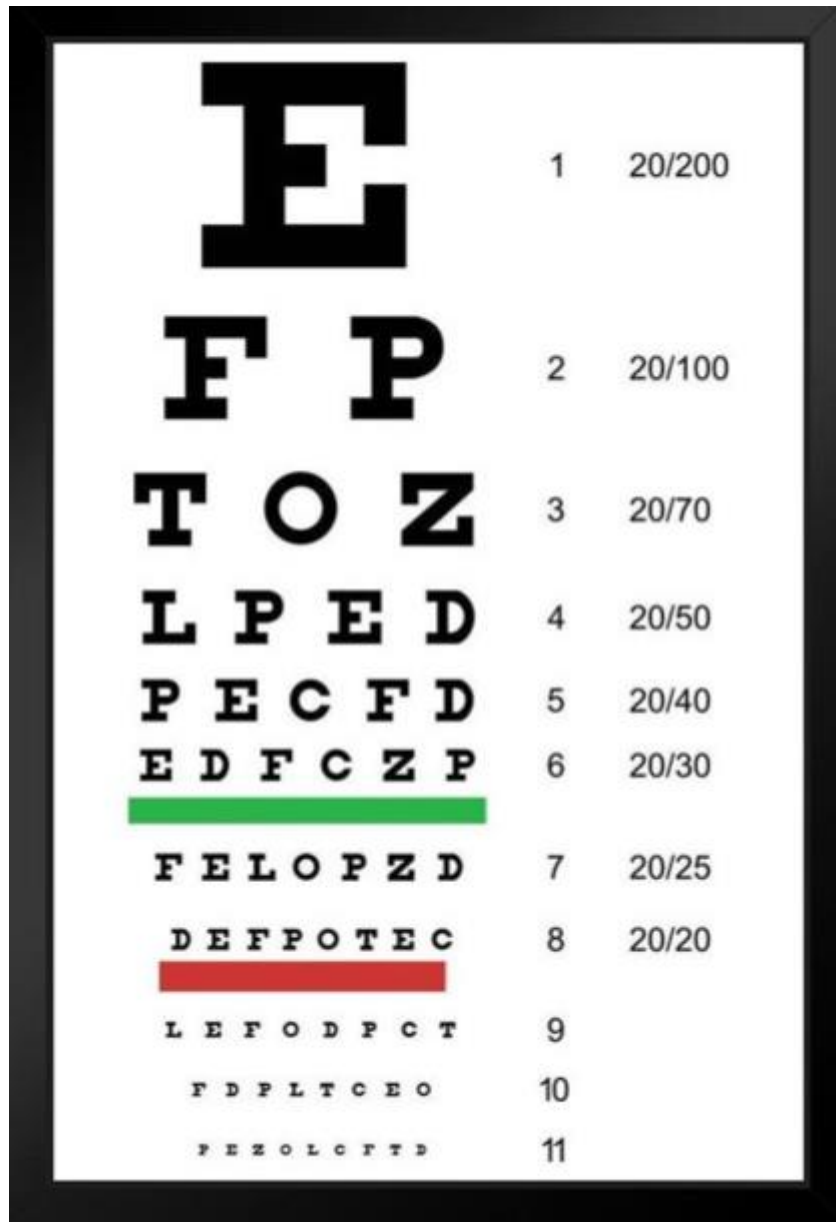 E 1 20/200
F P 2 20/100
T O Z 3 20/70
L P E D 4 20/50
P E C F D 5 20/40
E D F C Z P 6 20/30
F E L O P Z D 7 20/25
D E F P O T E C 8 20/20
L E F O D P C T 9
F D P L T C E O 10
P E Z O L C F T D 11